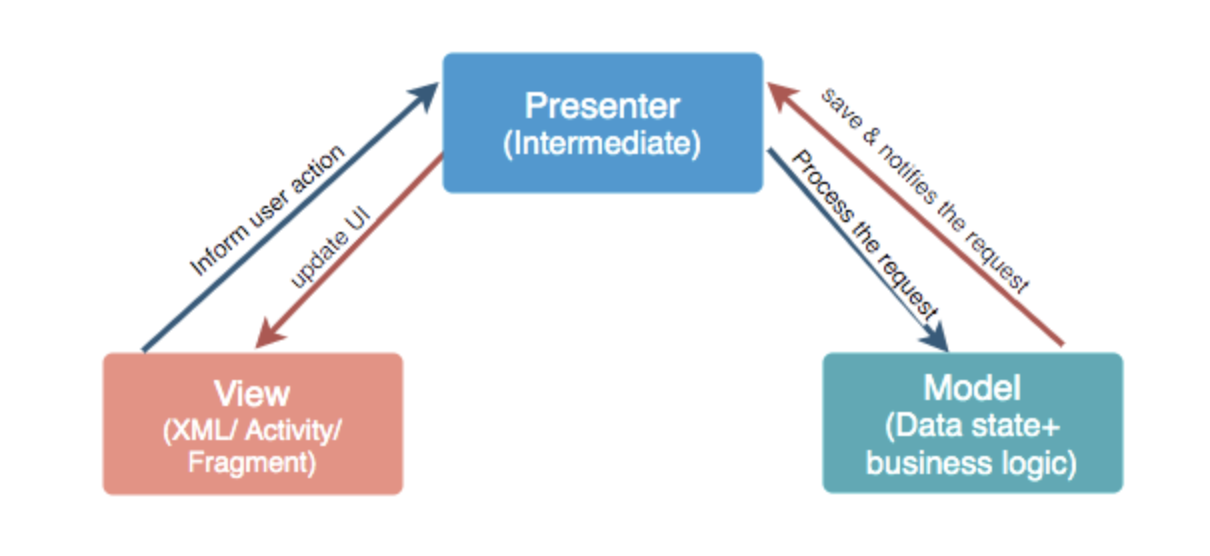 Presenter
(Intermediate)
Inform user action
update UI
save & notifies the request
Process the request
View
(XML/ Activity/
Fragment)
Model
(Data state+
business logic)